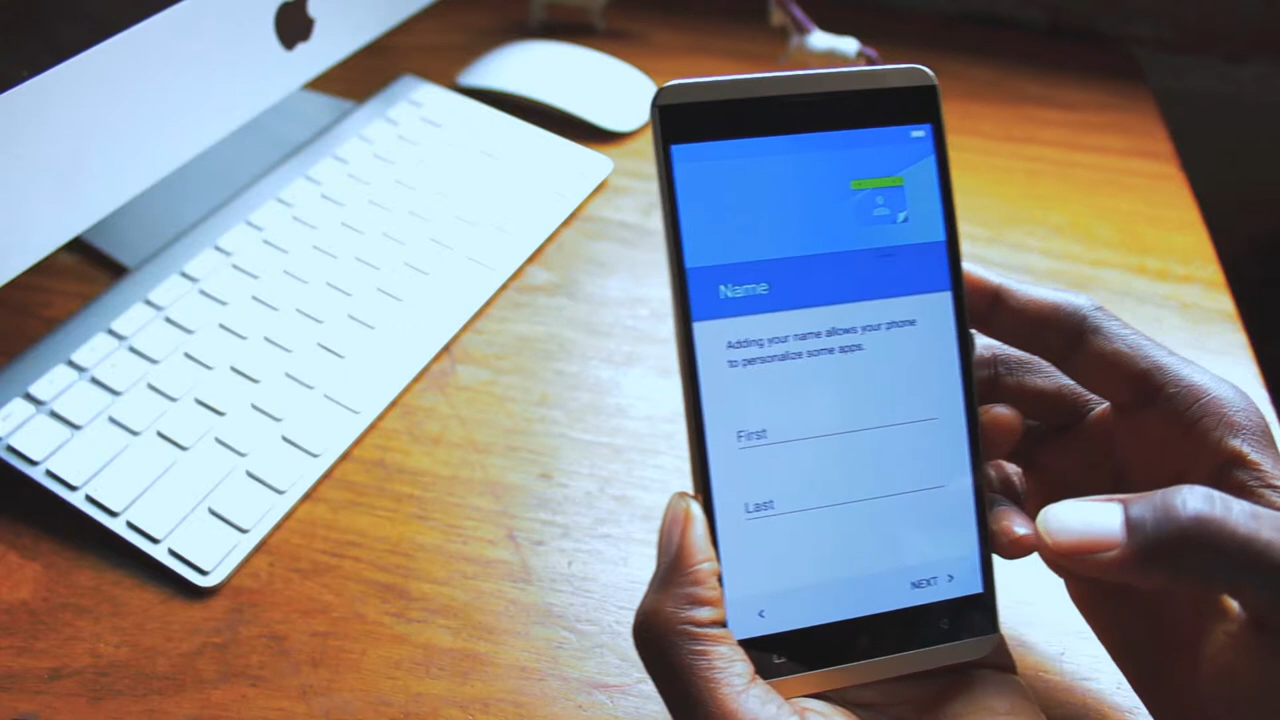 Name
Adding your name allows your phone
to personalize some apps.
First
Last
NEXT